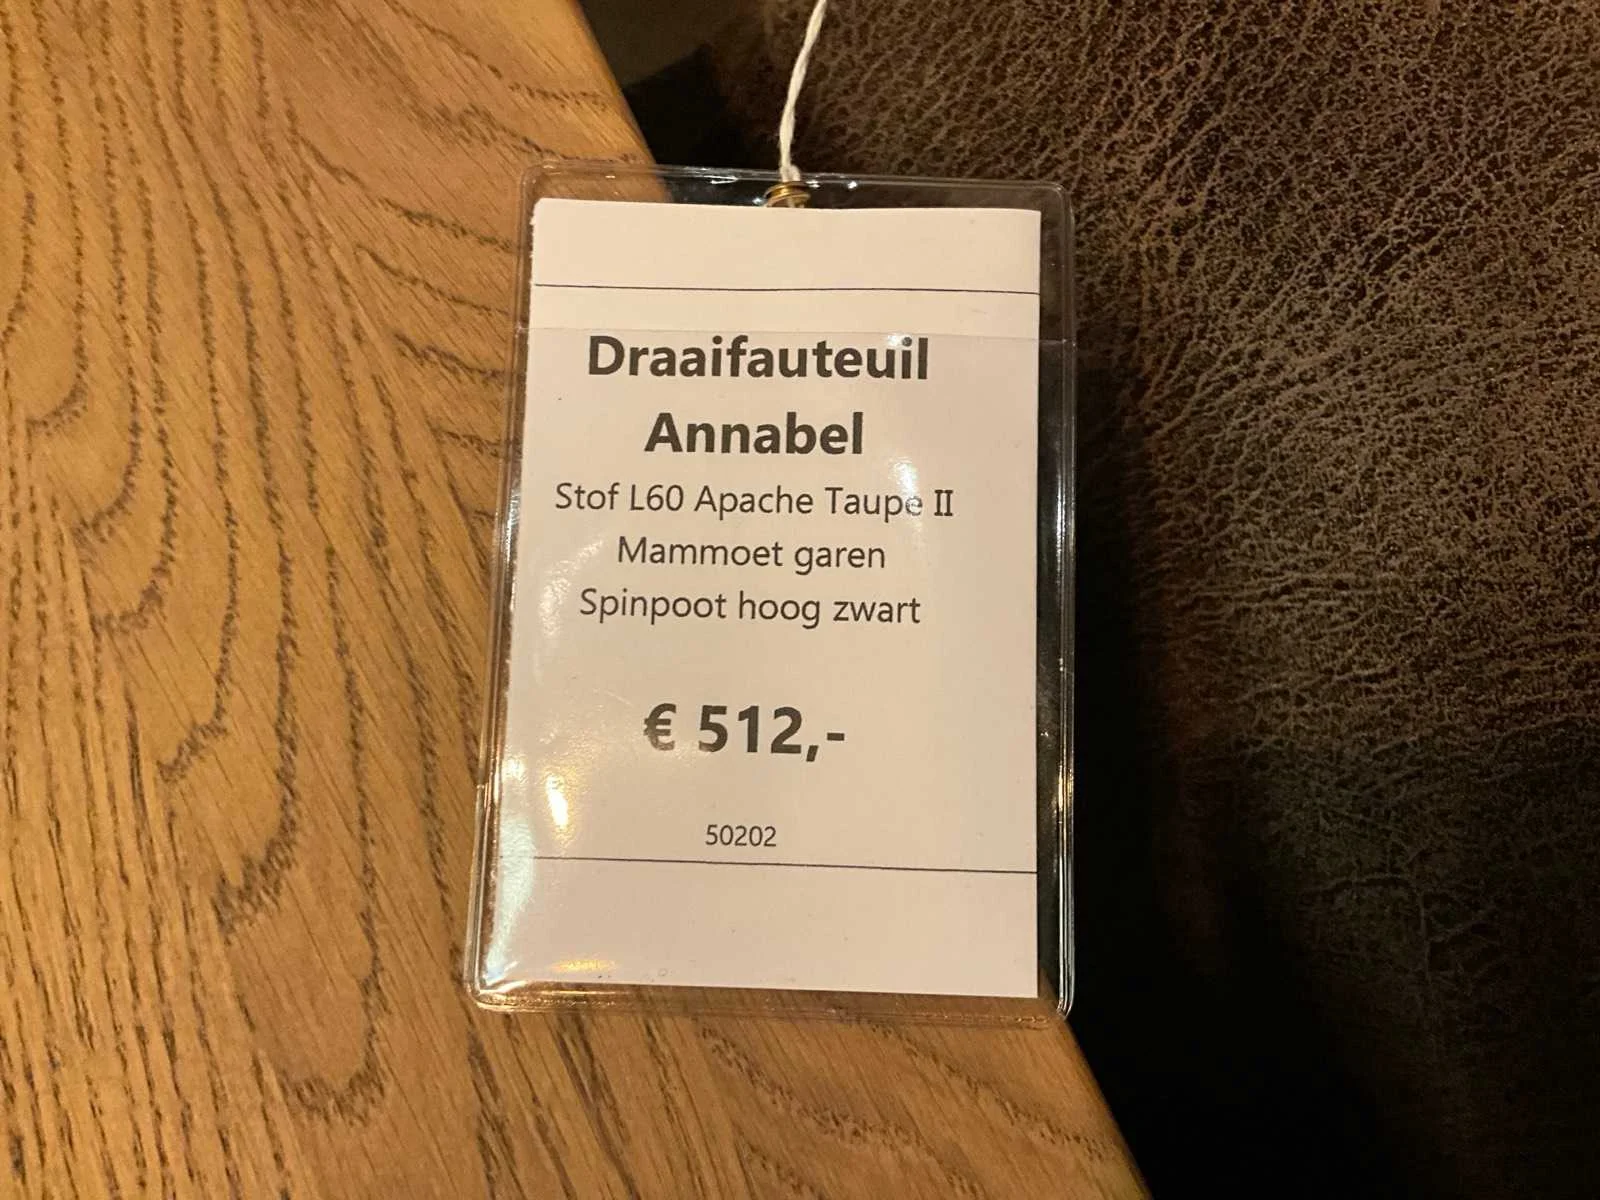 Draaifauteuil
Annabel
Stof L60 Apache Taupe II
Mammoet garen
Spinpoot hoog zwart
€ 512,-
50202